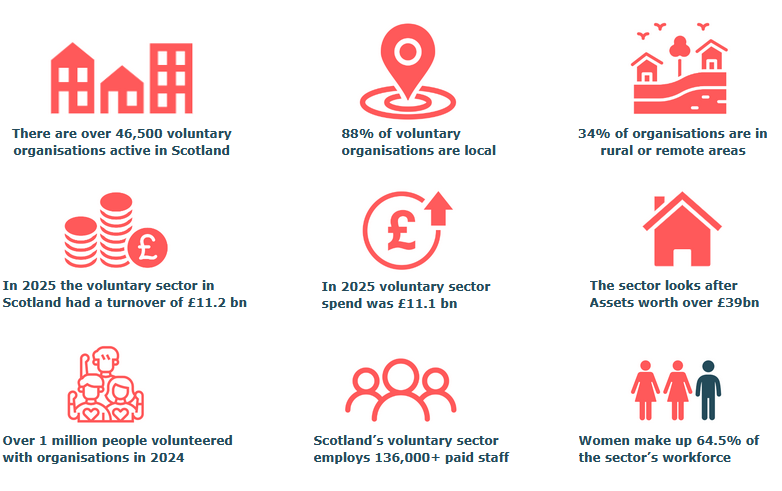 There are over 46,500 voluntary
organisations active in Scotland
88% of voluntary
organisations are local
34% of organisations are in
rural or remote areas
£
In 2025 the voluntary sector in
Scotland had a turnover of £11.2 bn
£
In 2025 voluntary sector
spend was £11.1 bn
The sector looks after
Assets worth over £39bn
Over 1 million people volunteered
with organisations in 2024
Scotland’s voluntary sector
employs 136,000+ paid staff
Women make up 64.5% of
the sector’s workforce